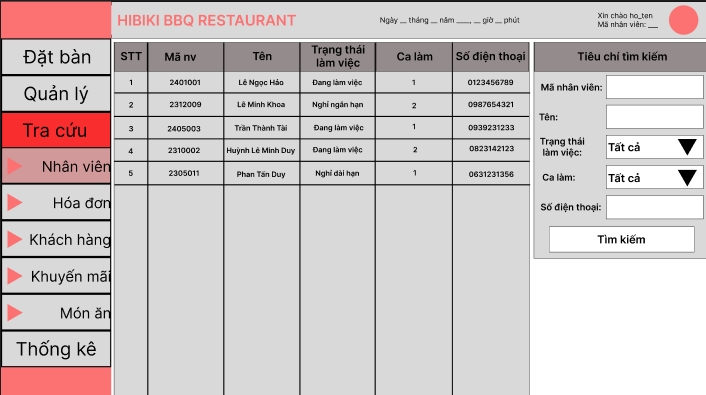 HIBIKI BBQ RESTAURANT
Ngày __ tháng __ năm ____, __ giờ __ phút
Xin chào ho_ten
Mã nhân viên: ___
Đặt bàn
Quản lý
Tra cứu
Nhân viên
Hóa đơn
Khách hàng
Khuyến mãi
Món ăn
Thống kê
STT Mã nv Tên Trạng thái làm việc Ca làm Số điện thoại
1 2401001 Lê Ngọc Hảo Đang làm việc 1 0123456789
2 2312009 Lê Minh Khoa Nghỉ ngắn hạn 2 0987654321
3 2405003 Trần Thành Tài Đang làm việc 1 0939231233
4 2310002 Huỳnh Lê Minh Duy Đang làm việc 2 0823142123
5 2305011 Phan Tấn Duy Nghỉ dài hạn 1 0631231356
Tiêu chí tìm kiếm
Mã nhân viên:
Tên:
Trạng thái
làm việc: Tất cả
Ca làm: Tất cả
Số điện thoại:
Tìm kiếm